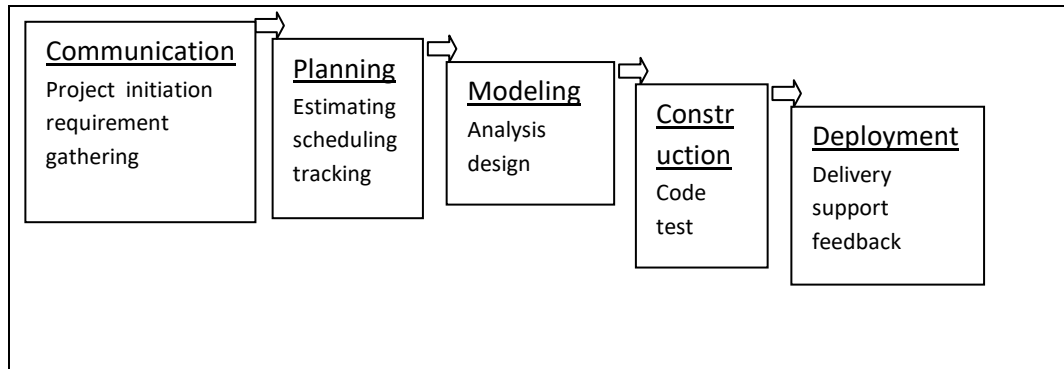 Communication
Project initiation
requirement
gathering
Planning
Estimating
scheduling
tracking
Modeling
Analysis
design
Constr
uction
Code
test
Deployment
Delivery
support
feedback